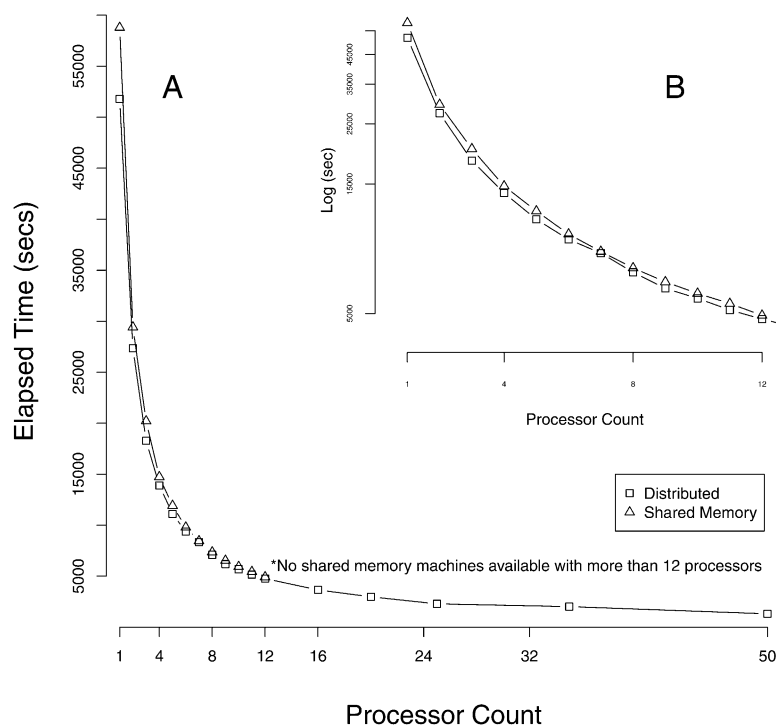 A
Elapsed Time (secs)
55000
45000
35000
25000
15000
5000
1 4 8 12 16 24 32 50
Processor Count
B
Log (sec)
45000
35000
25000
15000
5000
1 4 8 12
Processor Count
Distributed
Shared Memory
*No shared memory machines available with more than 12 processors